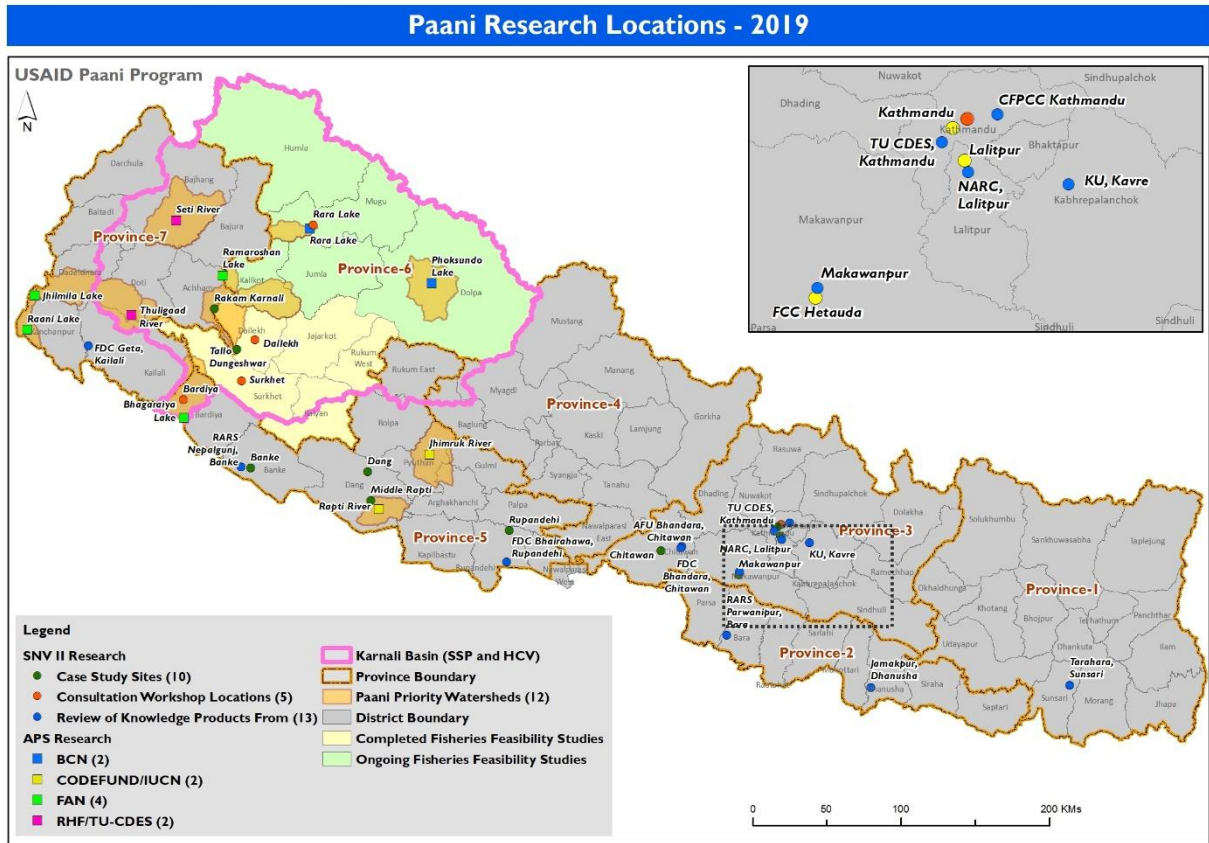 Paani Research Locations - 2019
USAID Paani Program
N
Darchula
Humla
Bajhang
Baitadi
Seti River
Mugu
Bajura
Rara Lake
Rara Lake
Province-7
Ramaroshan
Lake
Province-6
Phoksundo
Lake
Dadeldhura
Doti
Achham
Kalikot
Jumla
Dolpa
Jhilmila Lake
Rakam Karnali
Raani Lake
Kanchanpur
Thuligaad
River
Dailekh
Dailekh
Jajarkot
Mustang
FDC Geta,
Kailali
Tallo
Dungeshwar
Rukum
West
Rukum East
Kailali
Surkhet
Surkhet
Manang
Myagdi
Bardiya
Bhagaraiya
Lake
Bardiya
Salyan
Rolpa
Baglung
Province-4
Gorkha
Kaski
Lamjung
Parbat
RARS
Nepalgunj,
Banke
Banke
Banke
Dang
Pyuthan
Jhimruk River
Gulmi
Syangja
Tanahu
Rasuwa
Dang
Middle Rapti
Rapti River
Arghakhanchi
Palpa
Dhading
Nuwakot
Sindhupalchok
Dolakha
Province-5
Rupandehi
Nawalparasi
East
AFU Bhandara,
Chitawan
TU CDES,
Kathmandu
Province-3
Solukhumbu
Sankhuwasabha
Taplejung
Kapilbastu
FDC Bhairahawa,
Rupandehi
Rupandehi
Nawalparasi
West
Chitawan
Chitawan
NARC, Lalitpur
KU, Kavre
Makawanpur
Makawanpur
Kabhrepalanchok
Ramechhap
FDC
Bhandara,
Chitawan
Okhaldhunga
Province-1
Parsa
RARS
Parwanipur,
Bara
Bara
Sindhuli
Khotang
Bhojpur
Terhathum
Panchthar
Province-2
Sarlahi
Udayapur
Dhankuta
Ilam
Jamakpur,
Dhanusha
Dhanusha
Siraha
Saptari
Tarahara,
Sunsari
Sunsari
Morang
Jhapa
Nuwakot
Sindhupalchok
Dhading
CFPCC Kathmandu
Kathmandu
Kathmandu
TU CDES,
Kathmandu
Lalitpur
Bhaktapur
NARC,
Lalitpur
KU, Kavre
Kabhrepalanchok
Makawanpur
Lalitpur
Makawanpur
FCC Hetauda
Parsa
Sindhuli
Sindhuli
Legend
SNV II Research
Case Study Sites (10)
Consultation Workshop Locations (5)
Review of Knowledge Products From (13)
APS Research
BCN (2)
CODEFUND/IUCN (2)
FAN (4)
RHF/TU-CDES (2)
Karnali Basin (SSP and HCV)
Province Boundary
Paani Priority Watersheds (12)
District Boundary
Completed Fisheries Feasibility Studies
Ongoing Fisheries Feasibility Studies
0 50 100 200 KMs